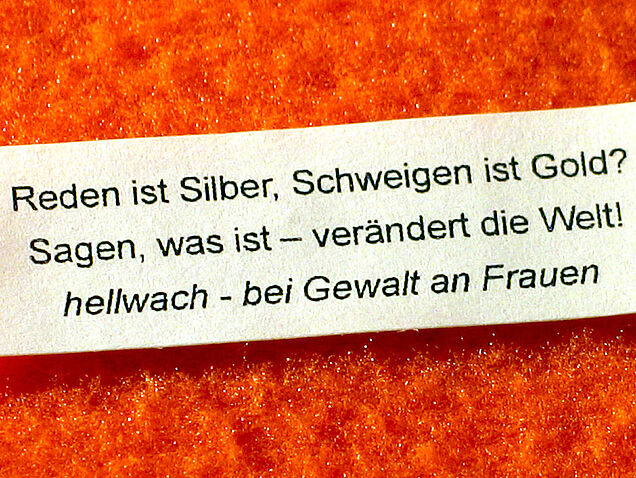 Reden ist Silber, Schweigen ist Gold?
Sagen, was ist – verändert die Welt!
hellwach - bei Gewalt an Frauen